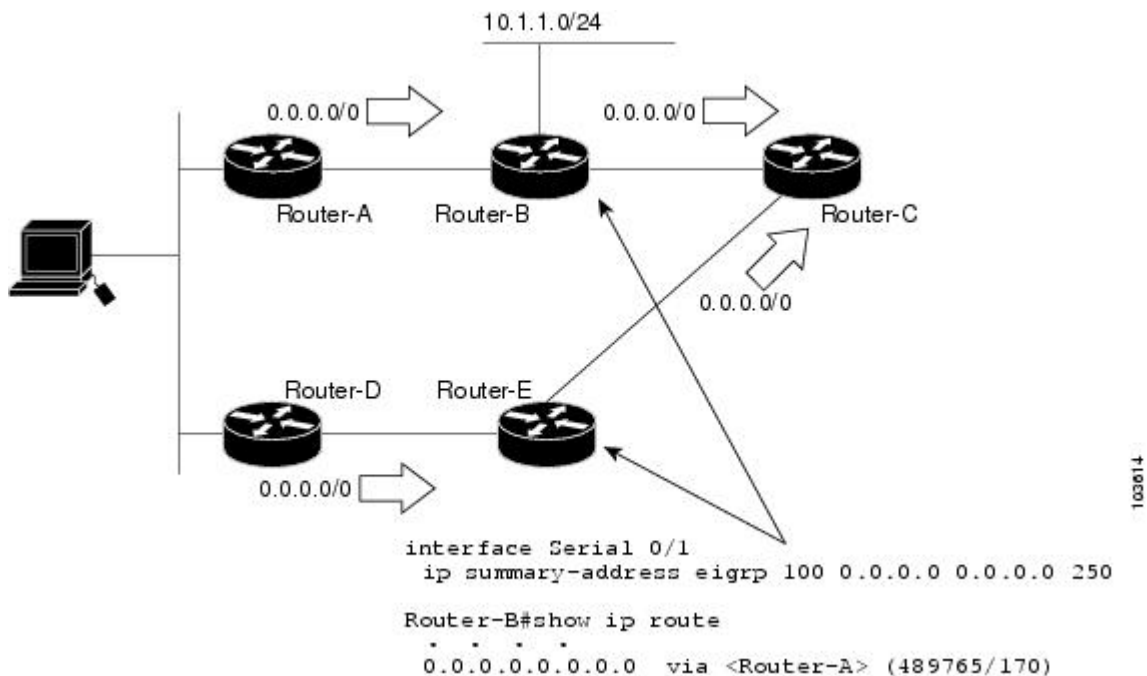 10.1.1.0/24
0.0.0.0/0
0.0.0.0/0
Router-A
Router-B
Router-C
0.0.0.0/0
Router-D
Router-E
0.0.0.0/0
interface Serial 0/1
ip summary-address eigrp 100 0.0.0.0 0.0.0.0 250
Router-B#show ip route
. . . .
0.0.0.0.0.0.0.0 via <Router-A> (489765/170)
103614